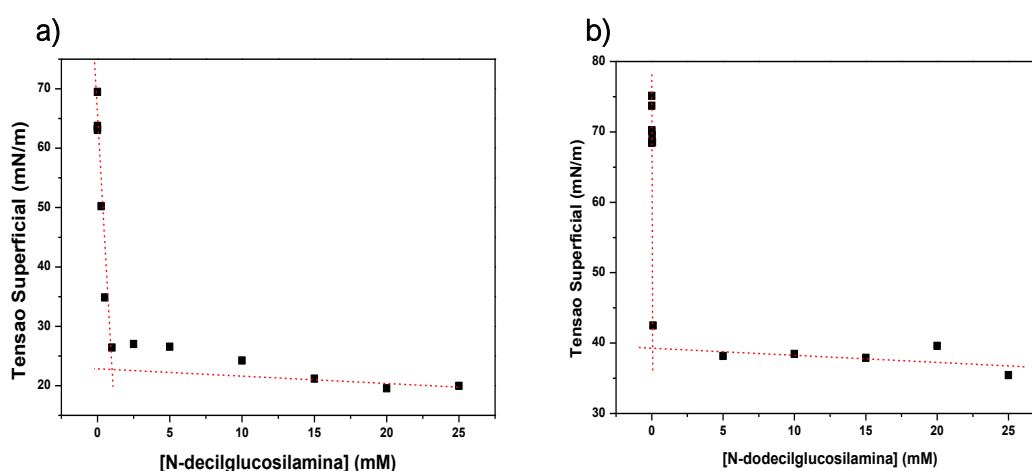 a)
Tensao Superficial (mN/m)
70
60
50
40
30
20
0 5 10 15 20 25
[N-decilglucosilamina] (mM)
b)
Tensao Superficial (mN/m)
80
70
60
50
40
30
0 5 10 15 20 25
[N-dodecilglucosilamina] (mM)